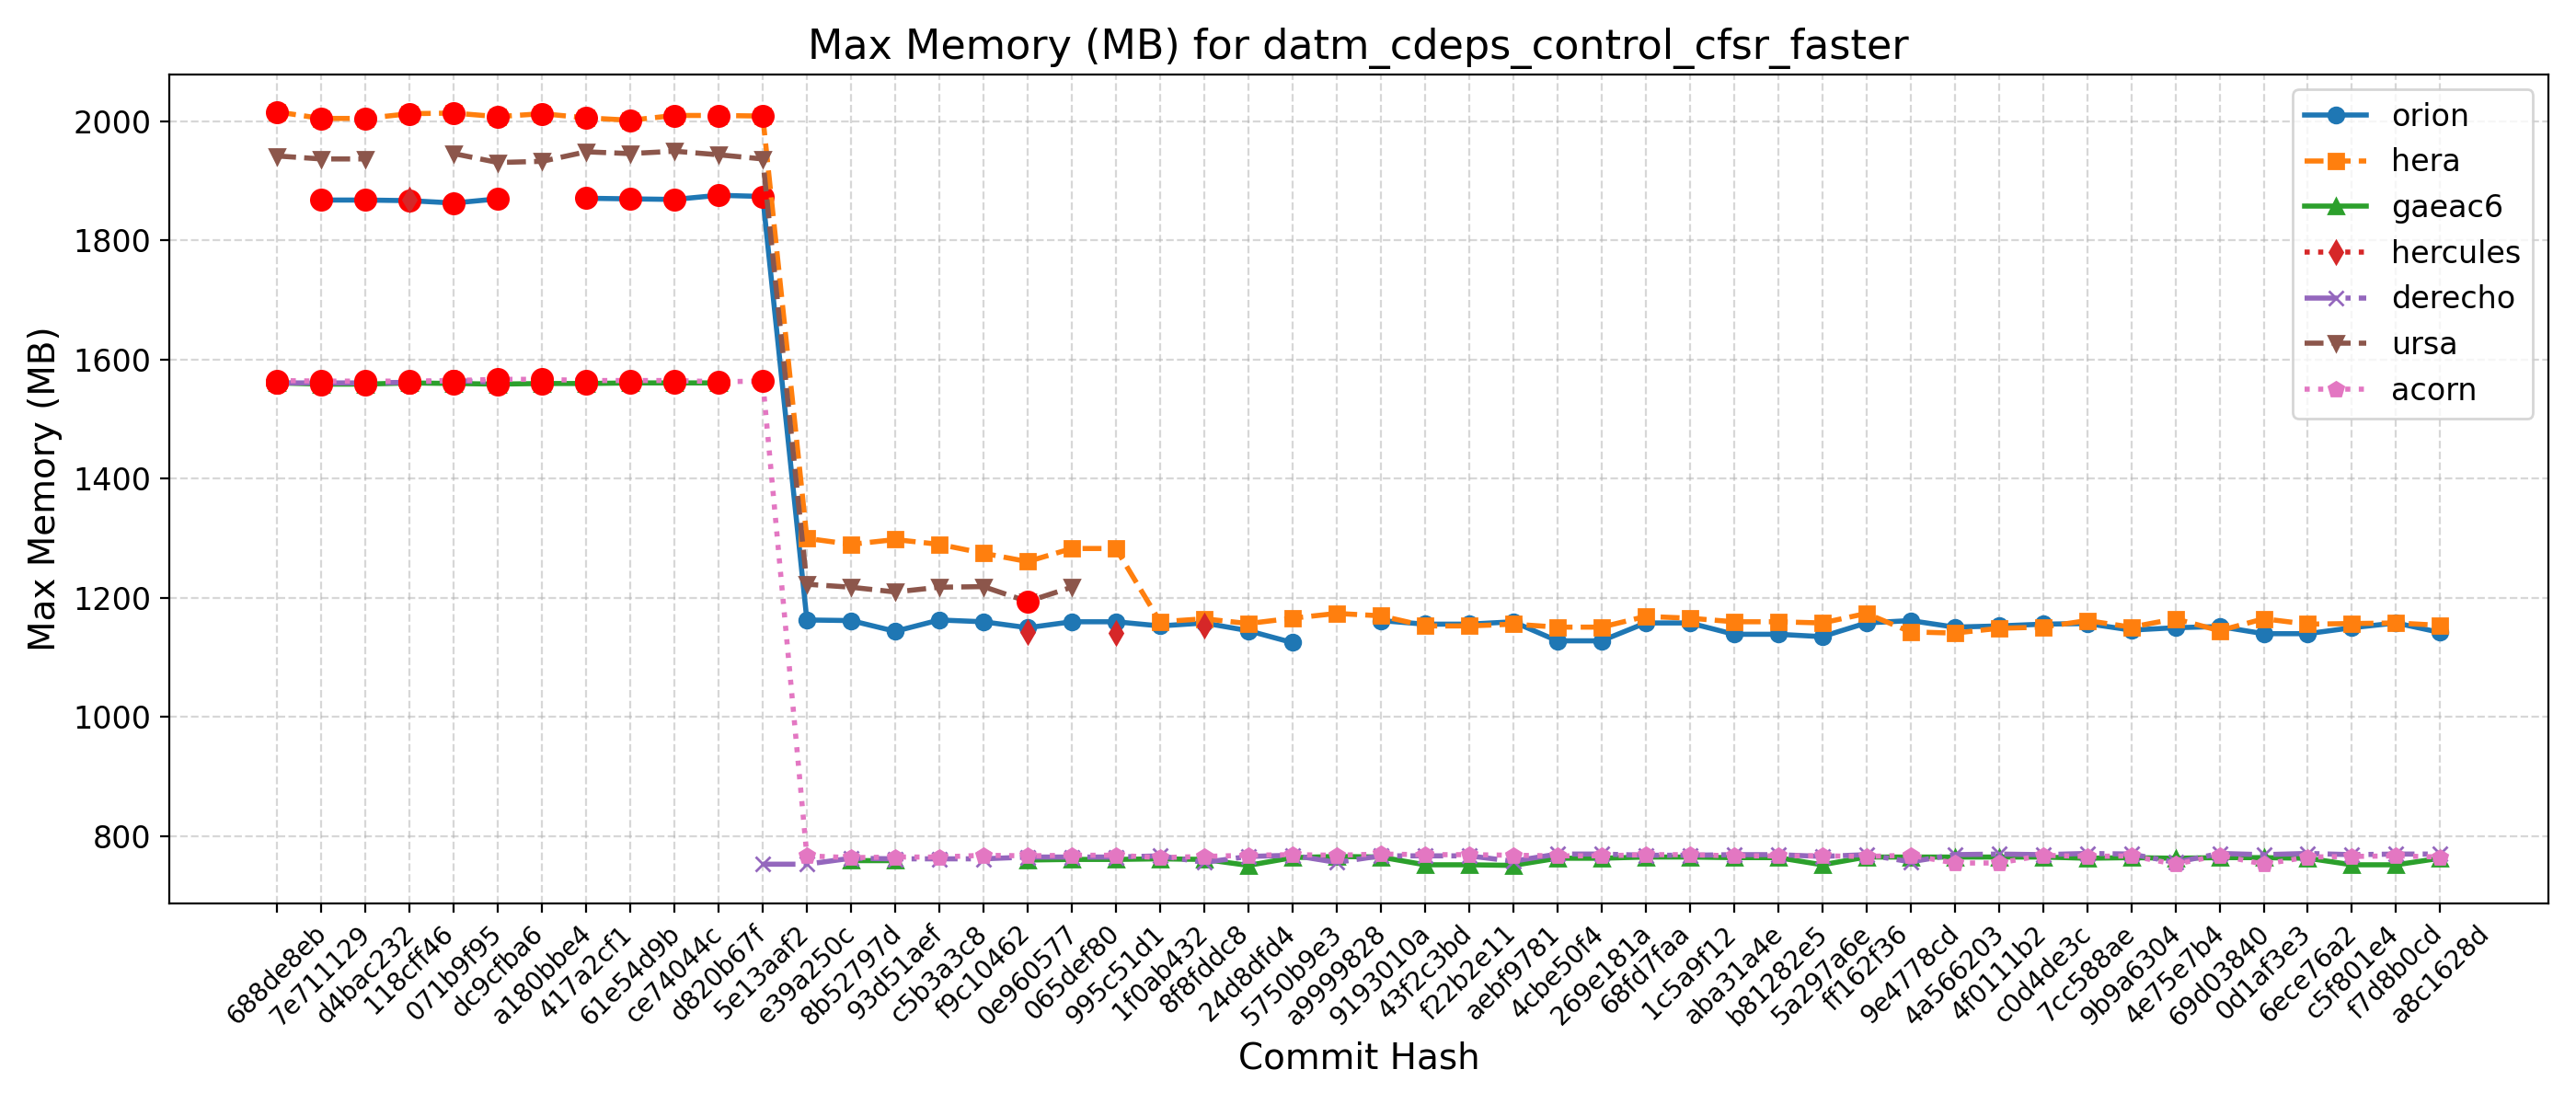 Max Memory (MB) for datm_cdeps_control_cfsr_faster
Max Memory (MB)
2000
1800
1600
1400
1200
1000
800
orion
hera
gaeac6
hercules
derecho
ursa
acorn
688de8eb
7e711129
d4bac232
118cff46
071b9f95
dc9cfba6
a180bbe4
417a2cf1
61e54d9b
ce74044c
d820b67f
5e13aaf2
e39a250c
8b52797d
93d51aef
c5b3a3c8
f9c10462
0e960577
065def80
995c51d1
1f0ab432
8f8fddc8
24d8dfd4
5750b9e3
a9999828
9193010a
43f2c3bd
f22b2e11
aebf9781
4cbe50f4
269e181a
68fd7faa
1c5a9f12
aba31a4e
b81282e5
5a297a6e
ff162f36
9e4778cd
4a566203
4f0111b2
c0d4de3c
7cc588ae
9b9a6304
4e75e7b4
69d03840
0d1af3e3
6ece76a2
c5f801e4
f7d8b0cd
a8c1628d
Commit Hash